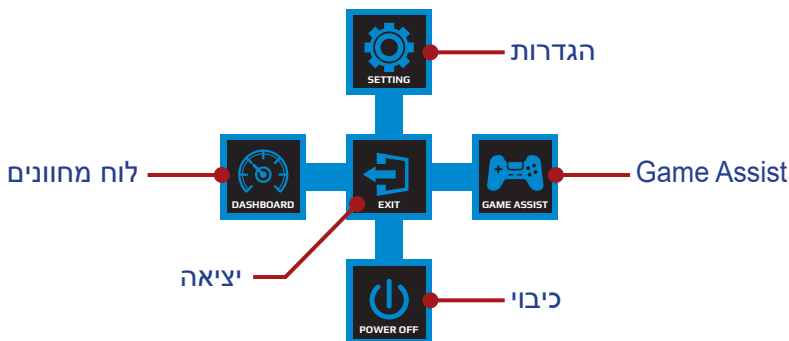 הגדרות
SETTING
לוח מחוונים
DASHBOARD
EXIT
GAME ASSIST
Game Assist
יציאה
כיבוי
POWER OFF